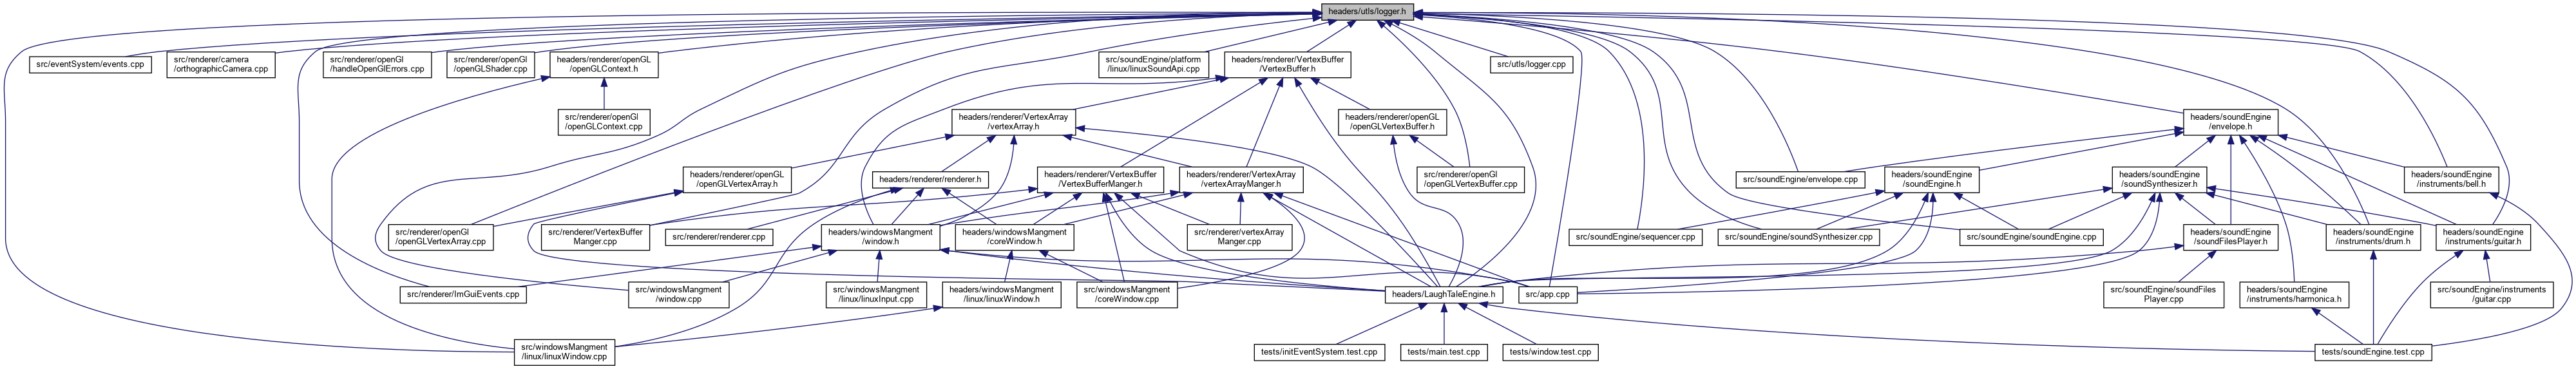 headers/utls/logger.h
src/eventSystem/events.cpp
src/renderer/camera
/orthographicCamera.cpp
src/renderer/openGl
/handleOpenGlErrors.cpp
src/renderer/openGl
/openGLShader.cpp
headers/renderer/openGL
/openGLContext.h
src/soundEngine/platform
/linux/linuxSoundApi.cpp
headers/renderer/VertexBuffer
/VertexBuffer.h
src/utls/logger.cpp
src/renderer/openGl
/openGLContext.cpp
headers/renderer/VertexArray
/vertexArray.h
headers/renderer/openGL
/openGLVertexBuffer.h
headers/soundEngine
/envelope.h
headers/renderer/openGL
/openGLVertexArray.h
headers/renderer/renderer.h
headers/renderer/VertexBuffer
/VertexBufferManger.h
headers/renderer/VertexArray
/vertexArrayManger.h
src/renderer/openGl
/openGLVertexBuffer.cpp
src/soundEngine/envelope.cpp
headers/soundEngine
/soundEngine.h
headers/soundEngine
/soundSynthesizer.h
headers/soundEngine
/instruments/bell.h
src/renderer/openGl
/openGLVertexArray.cpp
src/renderer/VertexBuffer
Manger.cpp
src/renderer/renderer.cpp
headers/windowsMangment
/window.h
headers/windowsMangment
/coreWindow.h
src/renderer/vertexArray
Manger.cpp
src/soundEngine/sequencer.cpp
src/soundEngine/soundSynthesizer.cpp
src/soundEngine/soundEngine.cpp
headers/soundEngine
/soundFilesPlayer.h
headers/soundEngine
/instruments/drum.h
headers/soundEngine
/instruments/guitar.h
src/renderer/ImGuiEvents.cpp
src/windowsMangment
/window.cpp
src/windowsMangment
/linux/linuxInput.cpp
headers/windowsMangment
/linux/linuxWindow.h
src/windowsMangment
/coreWindow.cpp
headers/LaughTaleEngine.h
src/app.cpp
src/soundEngine/soundFiles
Player.cpp
headers/soundEngine
/instruments/harmonica.h
src/soundEngine/instruments
/guitar.cpp
src/windowsMangment
/linux/linuxWindow.cpp
tests/initEventSystem.test.cpp
tests/main.test.cpp
tests/window.test.cpp
tests/soundEngine.test.cpp